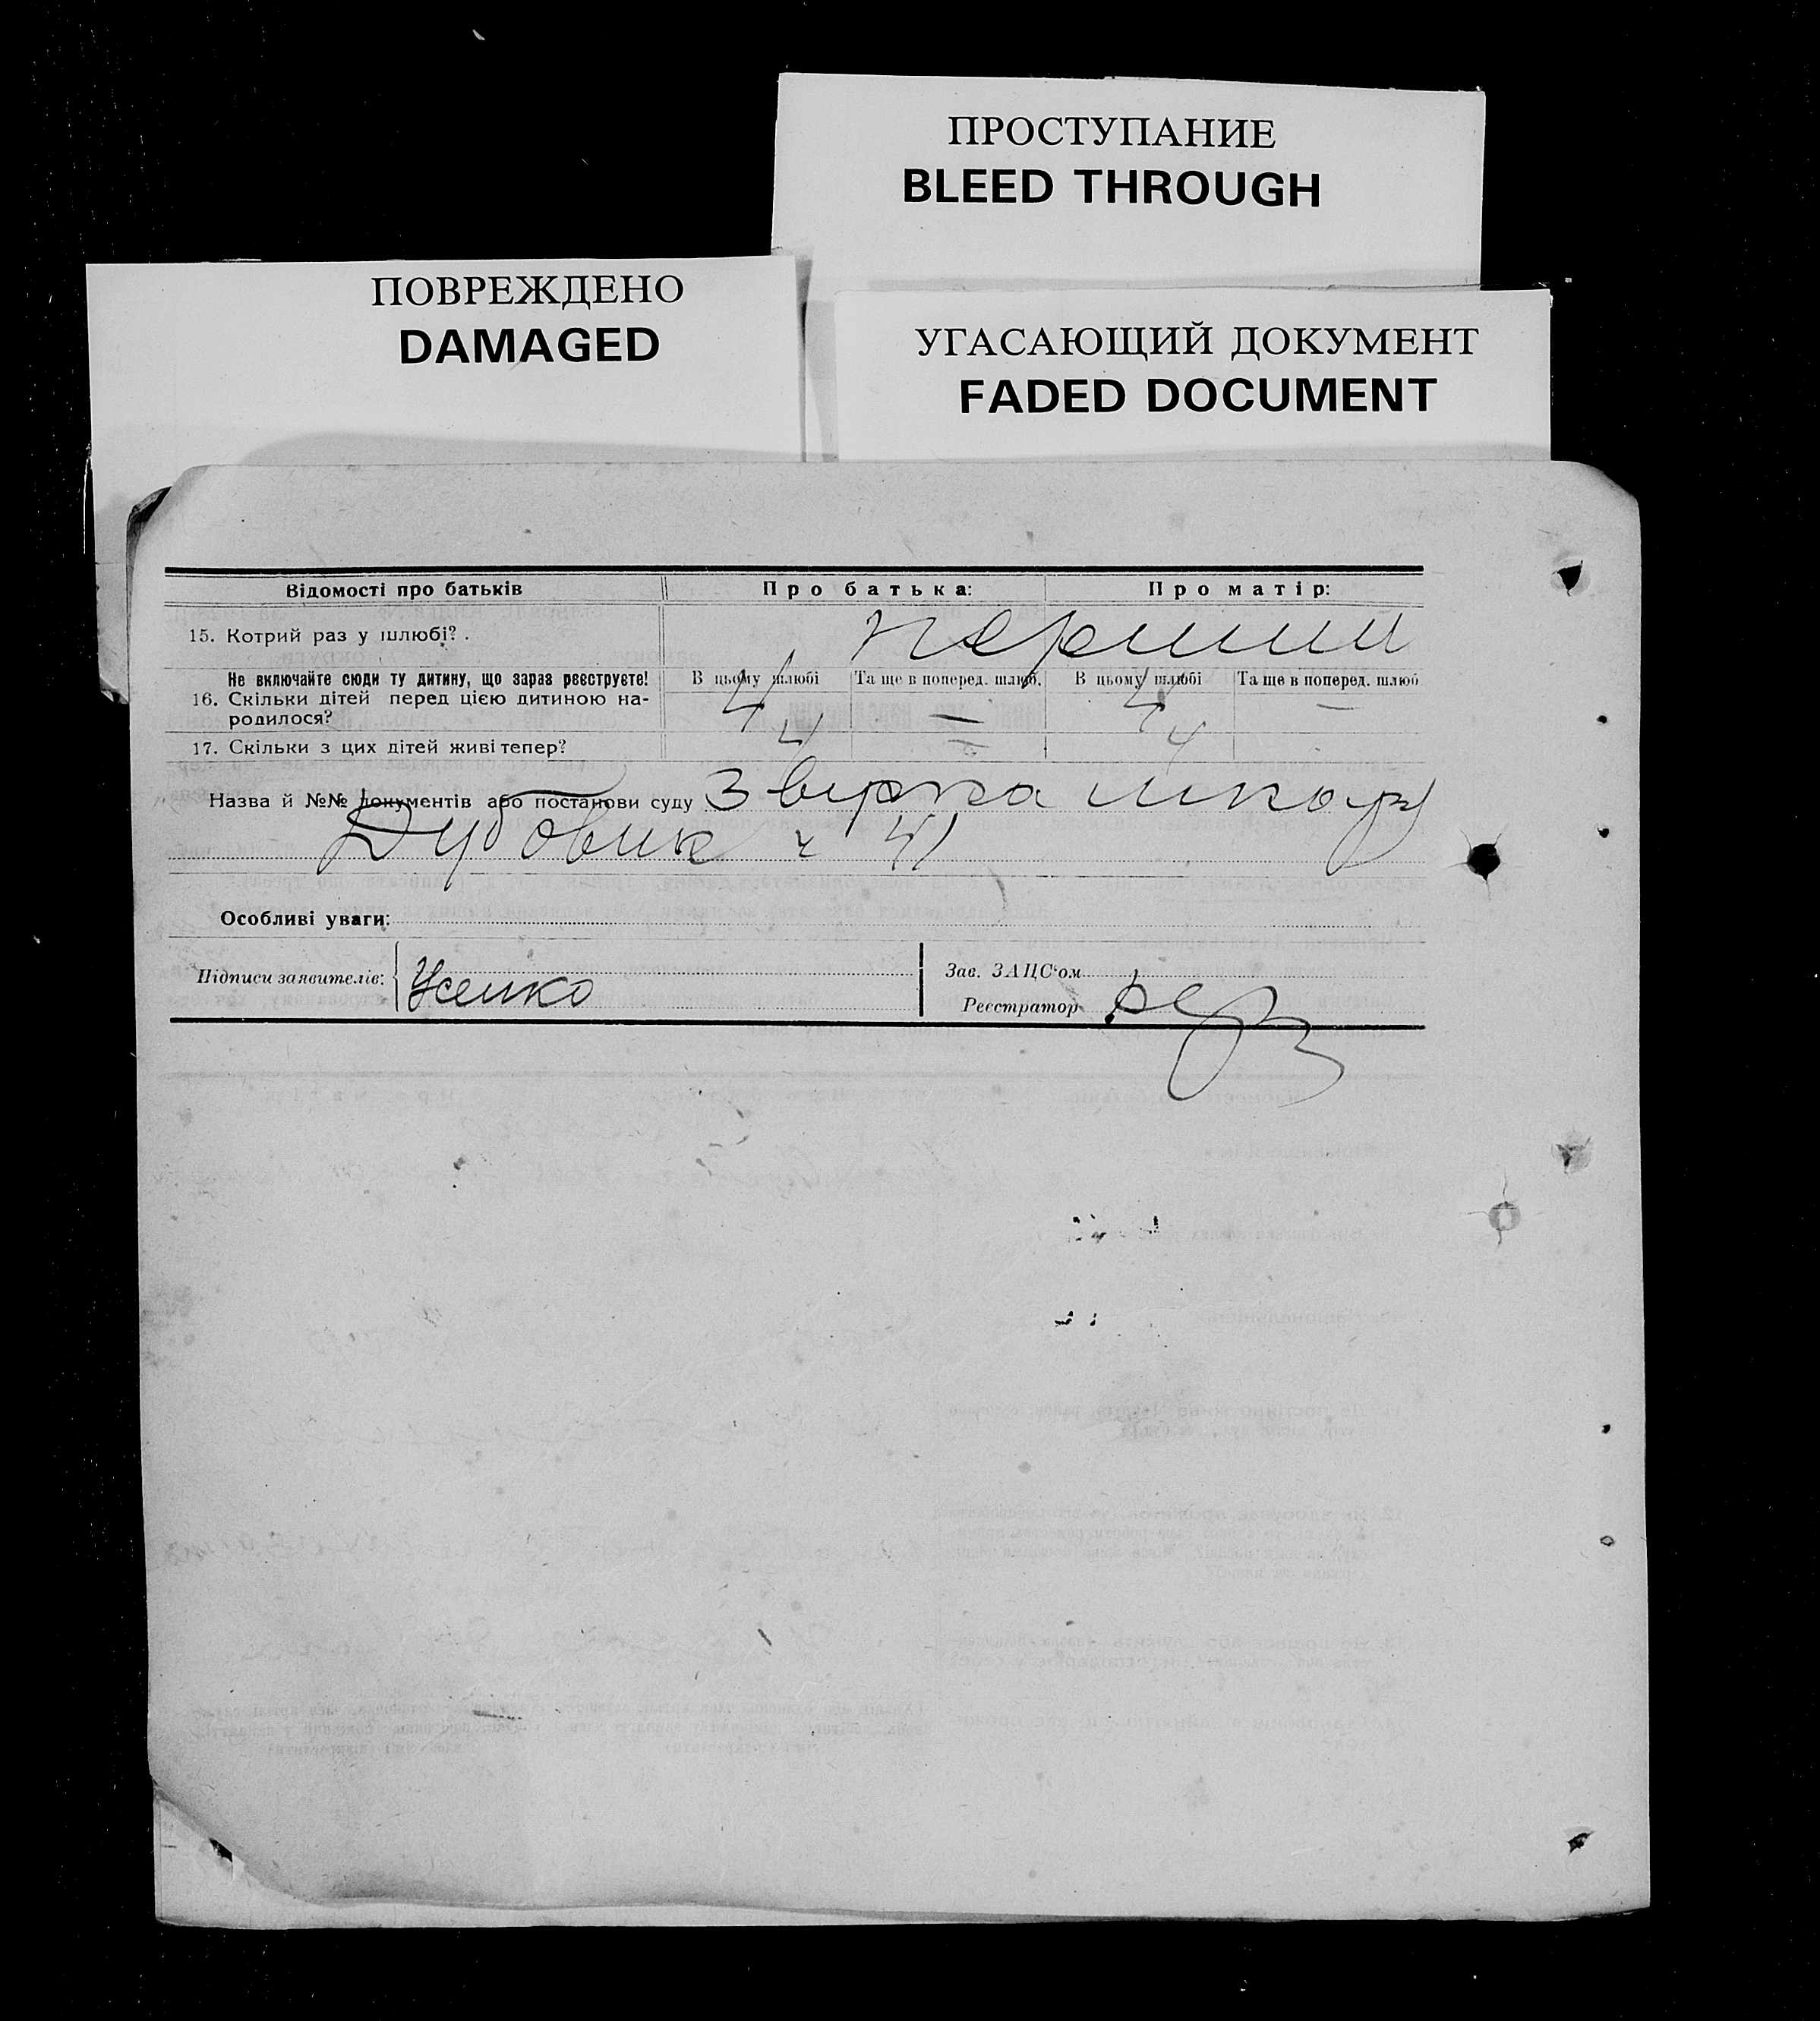 ПРОСТУПАНИЕ
BLEED THROUGH
ПОВРЕЖДЕНО
DAMAGED
УГАСАЮЩИЙ ДОКУМЕНТ
FADED DOCUMENT
Відомості про батьків Про батька: Про матір:
15. Котрий раз у шлюбі? . перший
Не включайте сюди ту дитину, що зараз реєструєте! В цьому шлюбі Та ще в поперед. шлюб. В цьому шлюбі Та ще в поперед. шлюб
16. Скільки дітей перед цією дитиною на- 4 — 4 —
родилося?
17. Скільки з цих дітей живі тепер? 4 — 4
Назва й №№ документів або постанови суду
Дубовик ч 41
Особливі уваги:
Підписи заявителів: Усенко
Зав. ЗАЦС'ом
Реєстратор